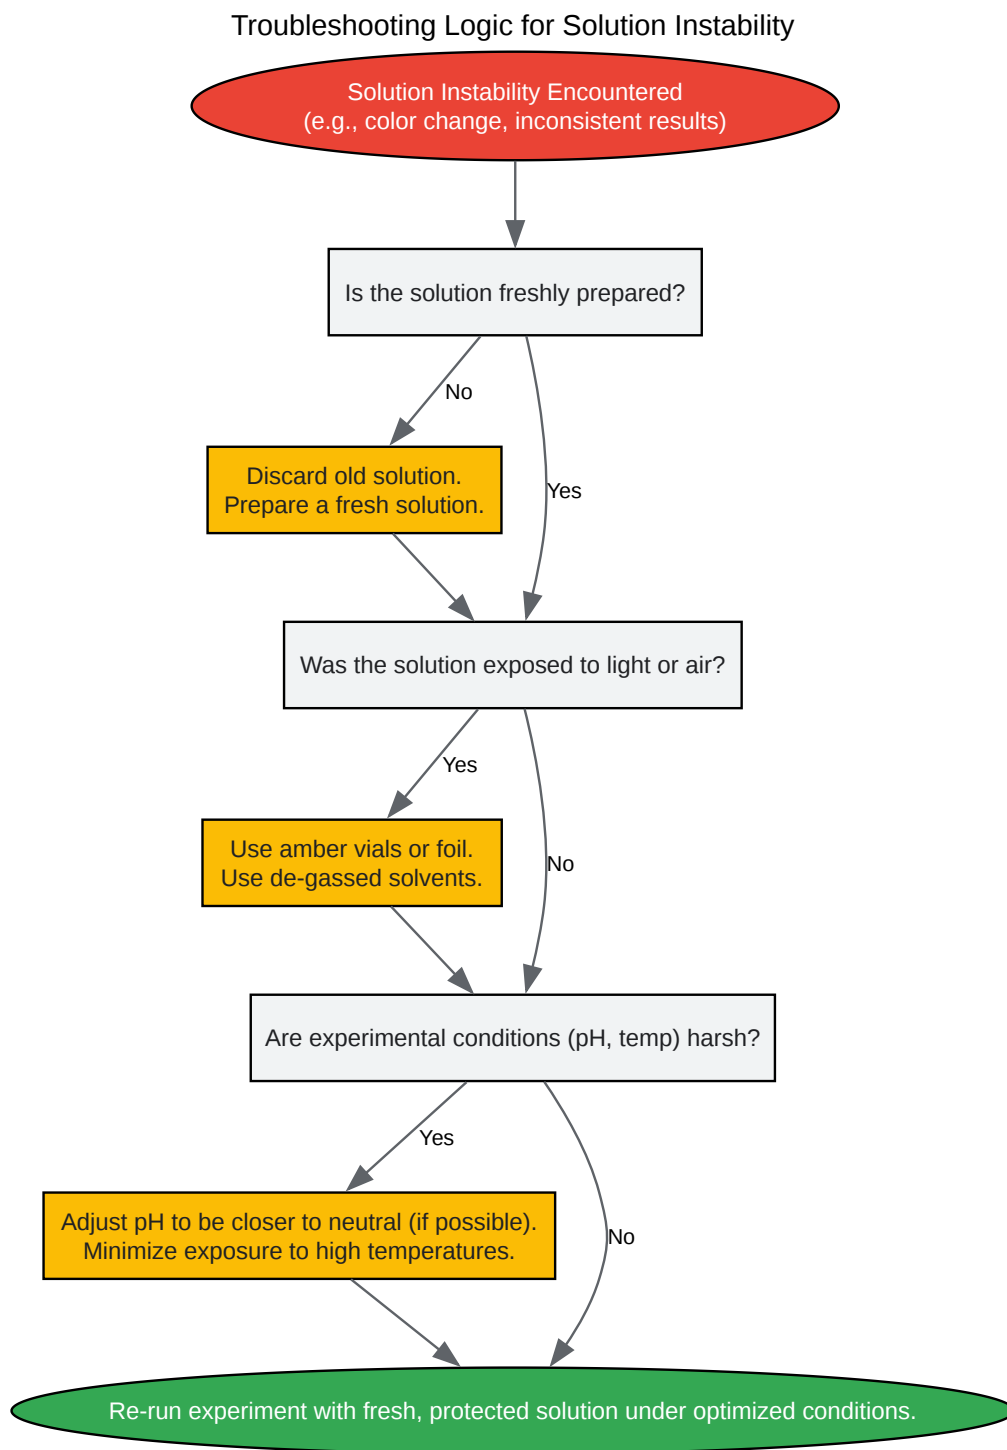 Troubleshooting Logic for Solution Instability
Solution Instability Encountered
(e.g., color change, inconsistent results)
Is the solution freshly prepared?
No
Discard old solution.
Prepare a fresh solution.
Yes
Was the solution exposed to light or air?
Yes
Use amber vials or foil.
Use de-gassed solvents.
No
Are experimental conditions (pH, temp) harsh?
Yes
Adjust pH to be closer to neutral (if possible).
Minimize exposure to high temperatures.
No
Re-run experiment with fresh, protected solution under optimized conditions.